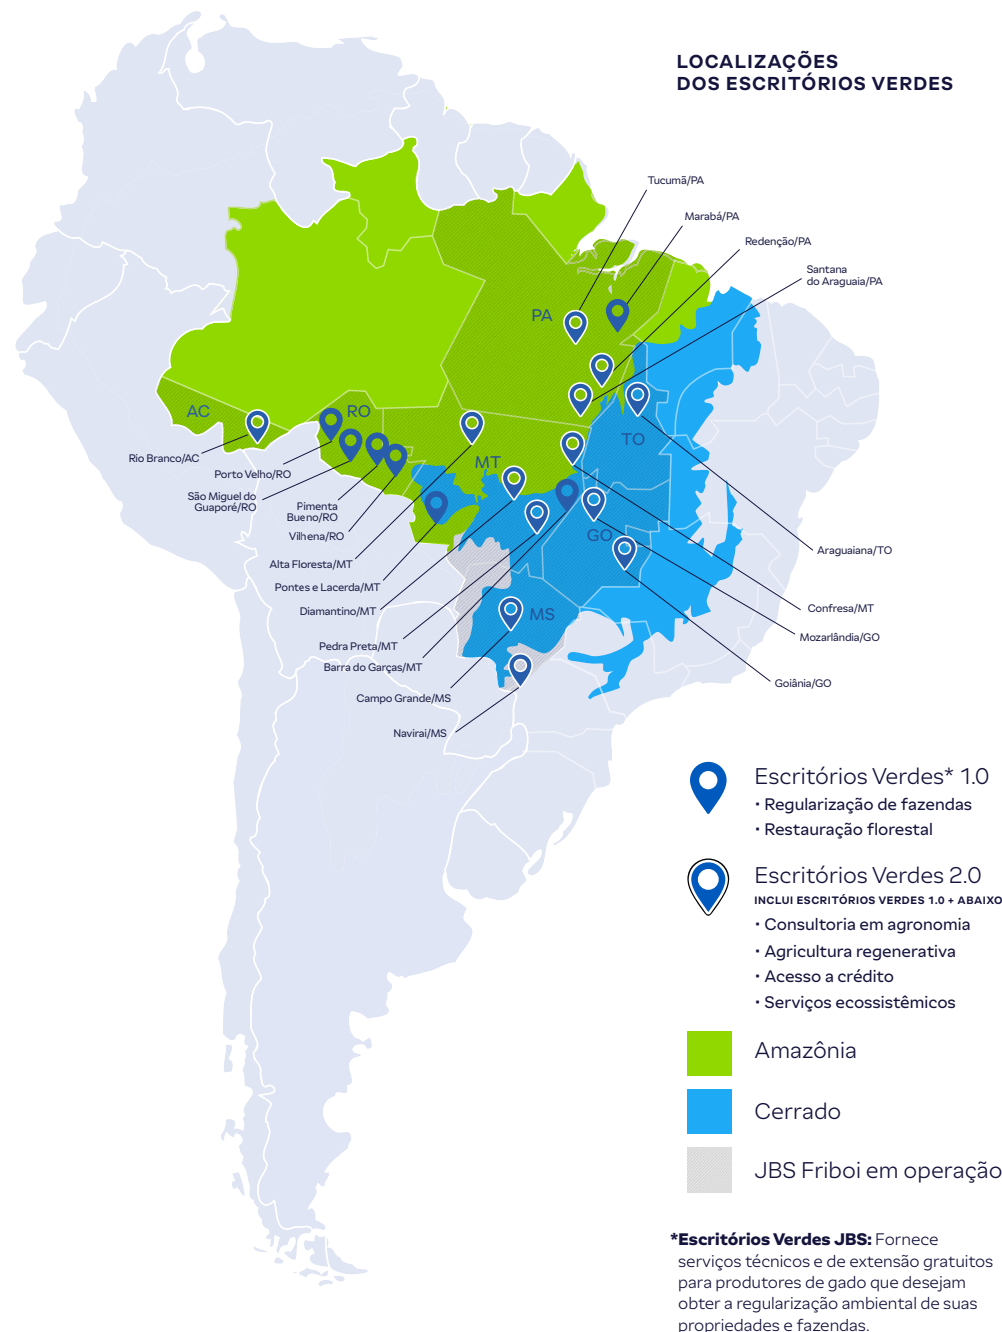 LOCALIZAÇÕES
DOS ESCRITÓRIOS VERDES
Tucumã/PA
Marabá/PA
Redenção/PA
Santana
do Araguaia/PA
PA
AC
RO
MT
TO
GO
MS
Rio Branco/AC
Porto Velho/RO
São Miguel do
Guaporé/RO
Pimenta
Bueno/RO
Vilhena/RO
Alta Floresta/MT
Pontes e Lacerda/MT
Diamantino/MT
Pedra Preta/MT
Barra do Garças/MT
Campo Grande/MS
Navirai/MS
Araguaiana/TO
Confresa/MT
Mozarlândia/GO
Goiânia/GO
Escritórios Verdes* 1.0
• Regularização de fazendas
• Restauração florestal
Escritórios Verdes 2.0
INCLUI ESCRITÓRIOS VERDES 1.0 + ABAIXO
• Consultoria em agronomia
• Agricultura regenerativa
• Acesso a crédito
• Serviços ecossistêmicos
Amazônia
Cerrado
JBS Friboi em operação
*Escritórios Verdes JBS: Fornece
serviços técnicos e de extensão gratuitos
para produtores de gado que desejam
obter a regularização ambiental de suas
propriedades e fazendas.